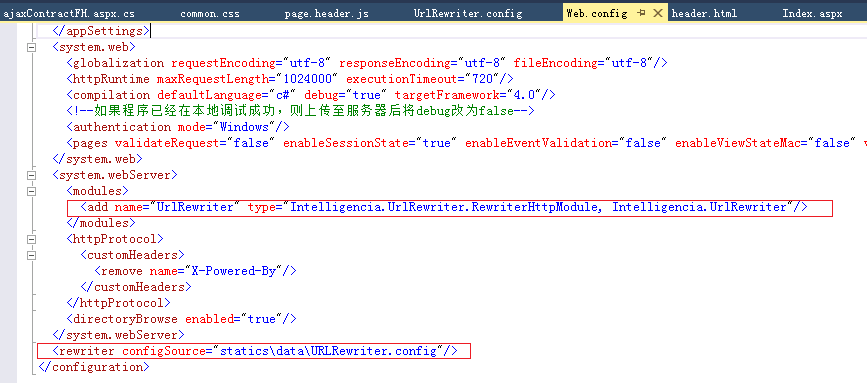 ajaxContractFH.aspx.cs common.css page.header.js UrlRewriter.config Web.config header.html Index.aspx
</appSettings>
<system.web>
<globalization requestEncoding="utf-8" responseEncoding="utf-8" fileEncoding="utf-8"/>
<httpRuntime maxRequestLength="1024000" executionTimeout="720"/>
<compilation defaultLanguage="c#" debug="true" targetFramework="4.0"/>
<!--如果程序已经在本地调试成功，则上传至服务器后将debug改为false-->
<authentication mode="Windows"/>
<pages validateRequest="false" enableSessionState="true" enableEventValidation="false" enableViewStateMac="false"
</system.web>
<system.webServer>
<modules>
<add name="UrlRewriter" type="Intelligencia.UrlRewriter.RewriterHttpModule, Intelligencia.UrlRewriter"/>
</modules>
<httpProtocol>
<customHeaders>
<remove name="X-Powered-By"/>
</customHeaders>
</httpProtocol>
<directoryBrowse enabled="true"/>
</system.webServer>
<rewriter configSource="statics\data\URLRewriter.config"/>
</configuration>